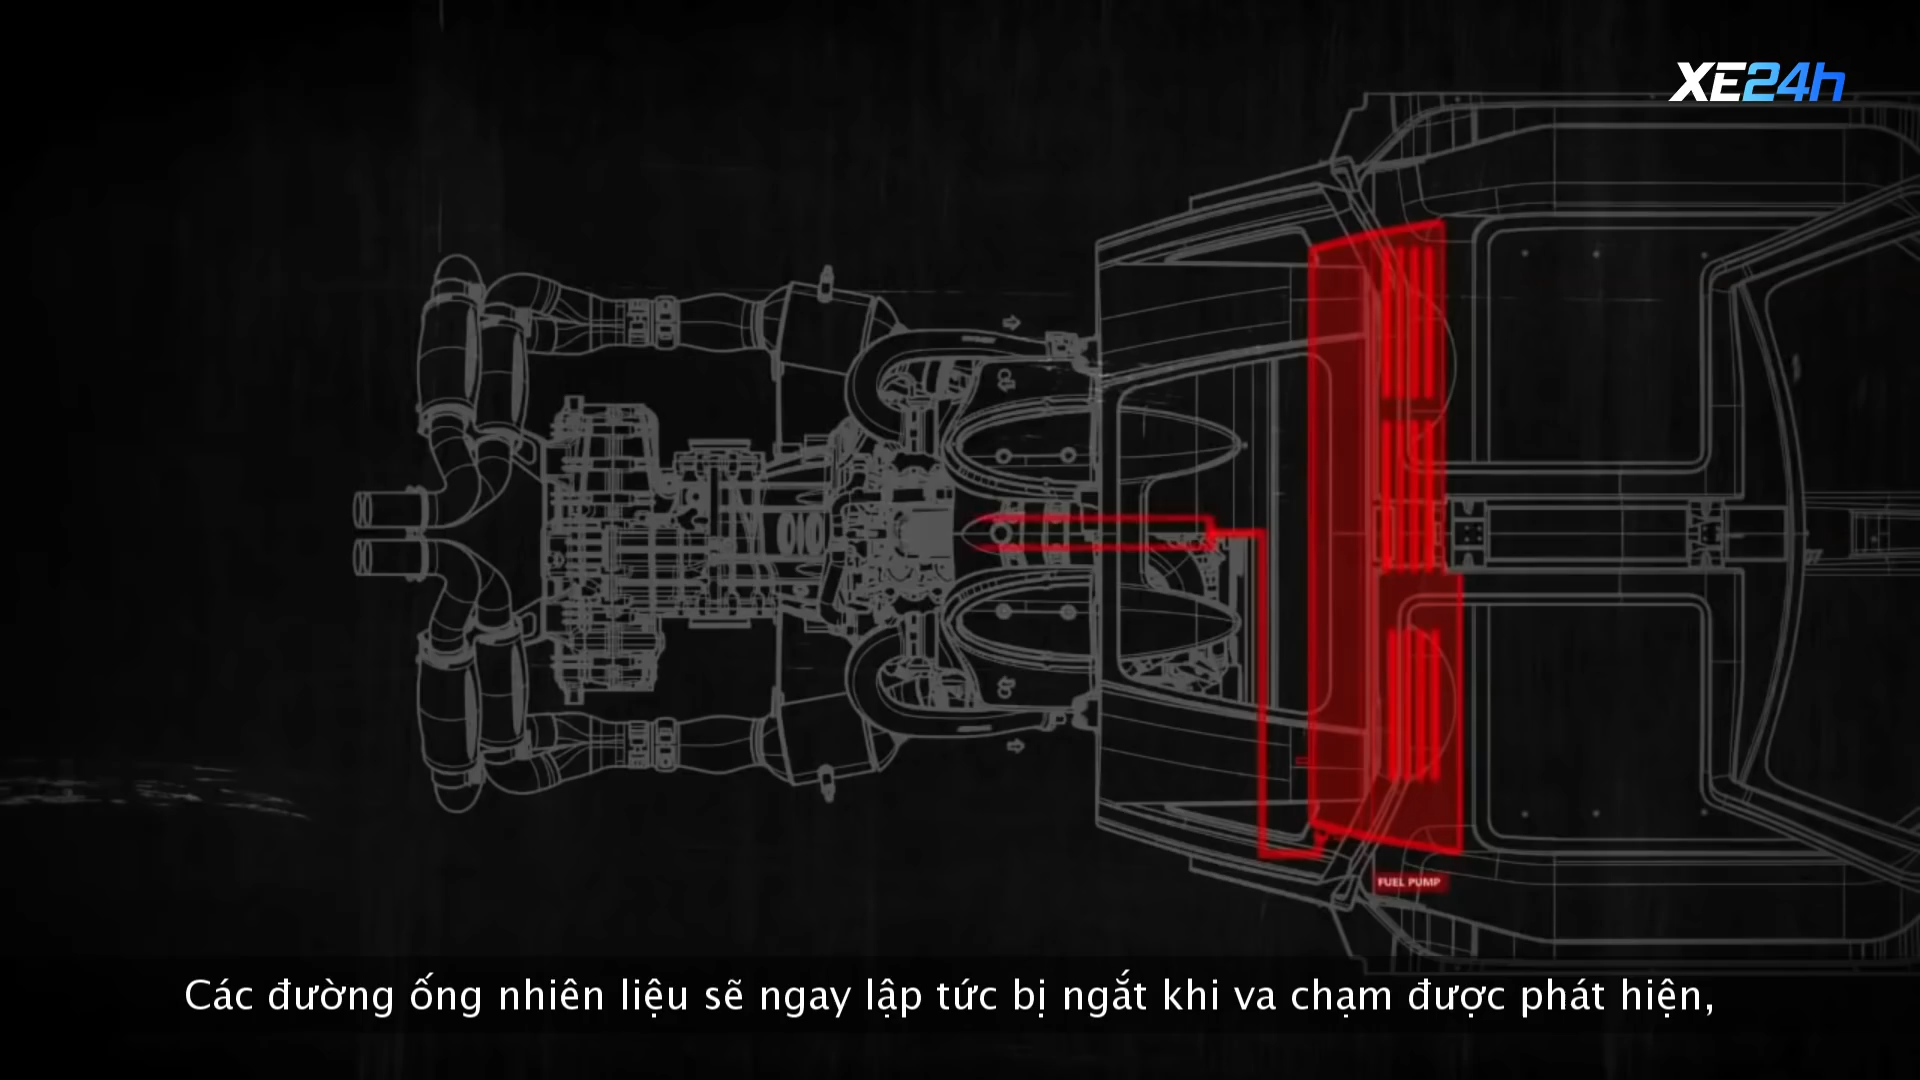 XE24h
FUEL PUMP
Các đường ống nhiên liệu sẽ ngay lập tức bị ngắt khi va chạm được phát hiện,